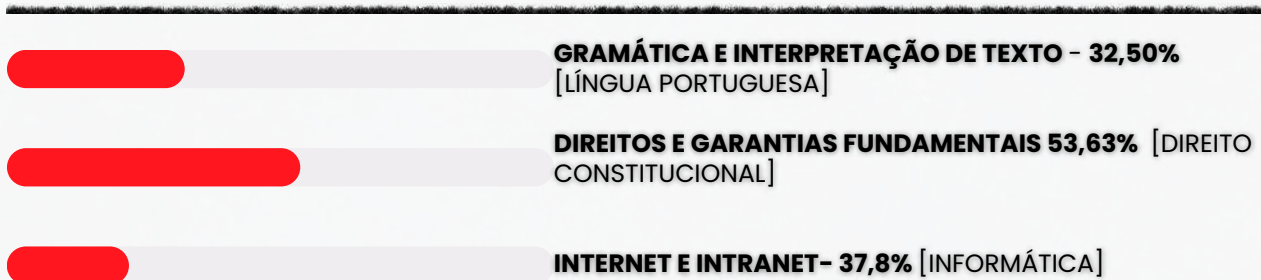 GRAMÁTICA E INTERPRETAÇÃO DE TEXTO - 32,50%
[LÍNGUA PORTUGUESA]
DIREITOS E GARANTIAS FUNDAMENTAIS 53,63% [DIREITO
CONSTITUCIONAL]
INTERNET E INTRANET- 37,8% [INFORMÁTICA]